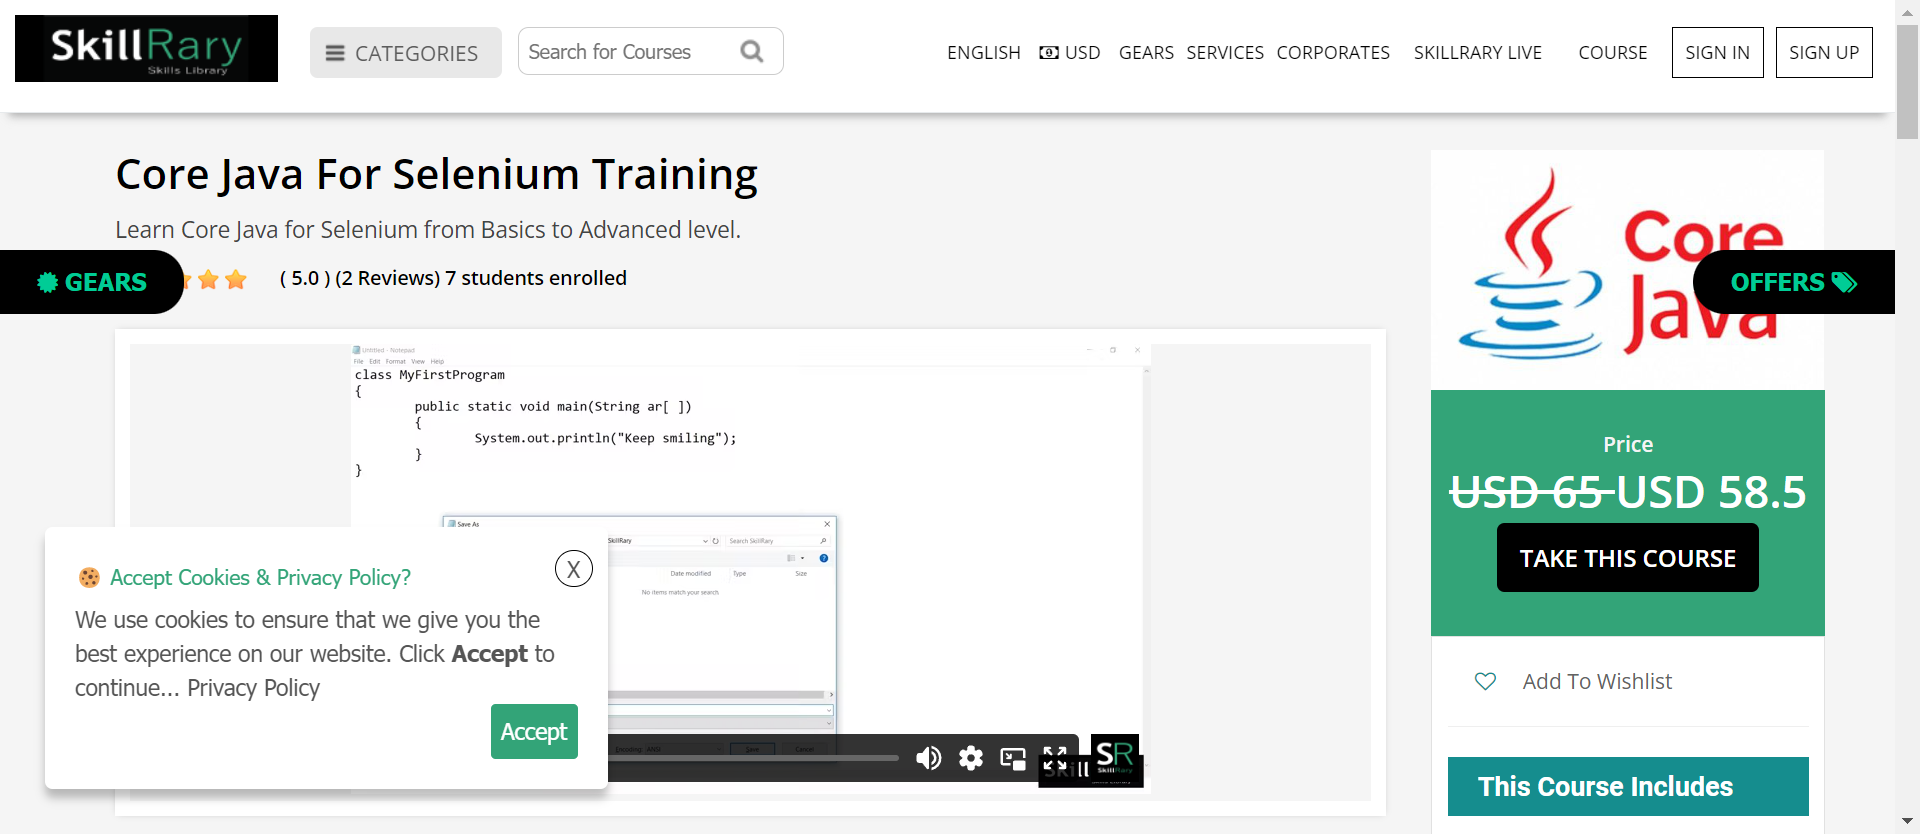 SkillRary
Skills Library
CATEGORIES
Search for Courses
ENGLISH USD GEARS SERVICES CORPORATES SKILLRARY LIVE COURSE SIGN IN SIGN UP
Core Java For Selenium Training
Learn Core Java for Selenium from Basics to Advanced level.
GEARS
( 5.0 ) (2 Reviews) 7 students enrolled
Core
Java
OFFERS
Untitled - Notepad
File Edit Format View Help
class MyFirstProgram
{
public static void main(String ar[ ])
{
System.out.println("Keep smiling");
}
}
Save As
SkillRary
Search SkillRary
Date modified Type Size
No items match your search.
Encoding: ANSI
Save Cancel
SR
SkillRary
Skill
Price
USD 65 USD 58.5
TAKE THIS COURSE
Add To Wishlist
This Course Includes
🍪 Accept Cookies & Privacy Policy?
X
We use cookies to ensure that we give you the
best experience on our website. Click Accept to
continue... Privacy Policy
Accept